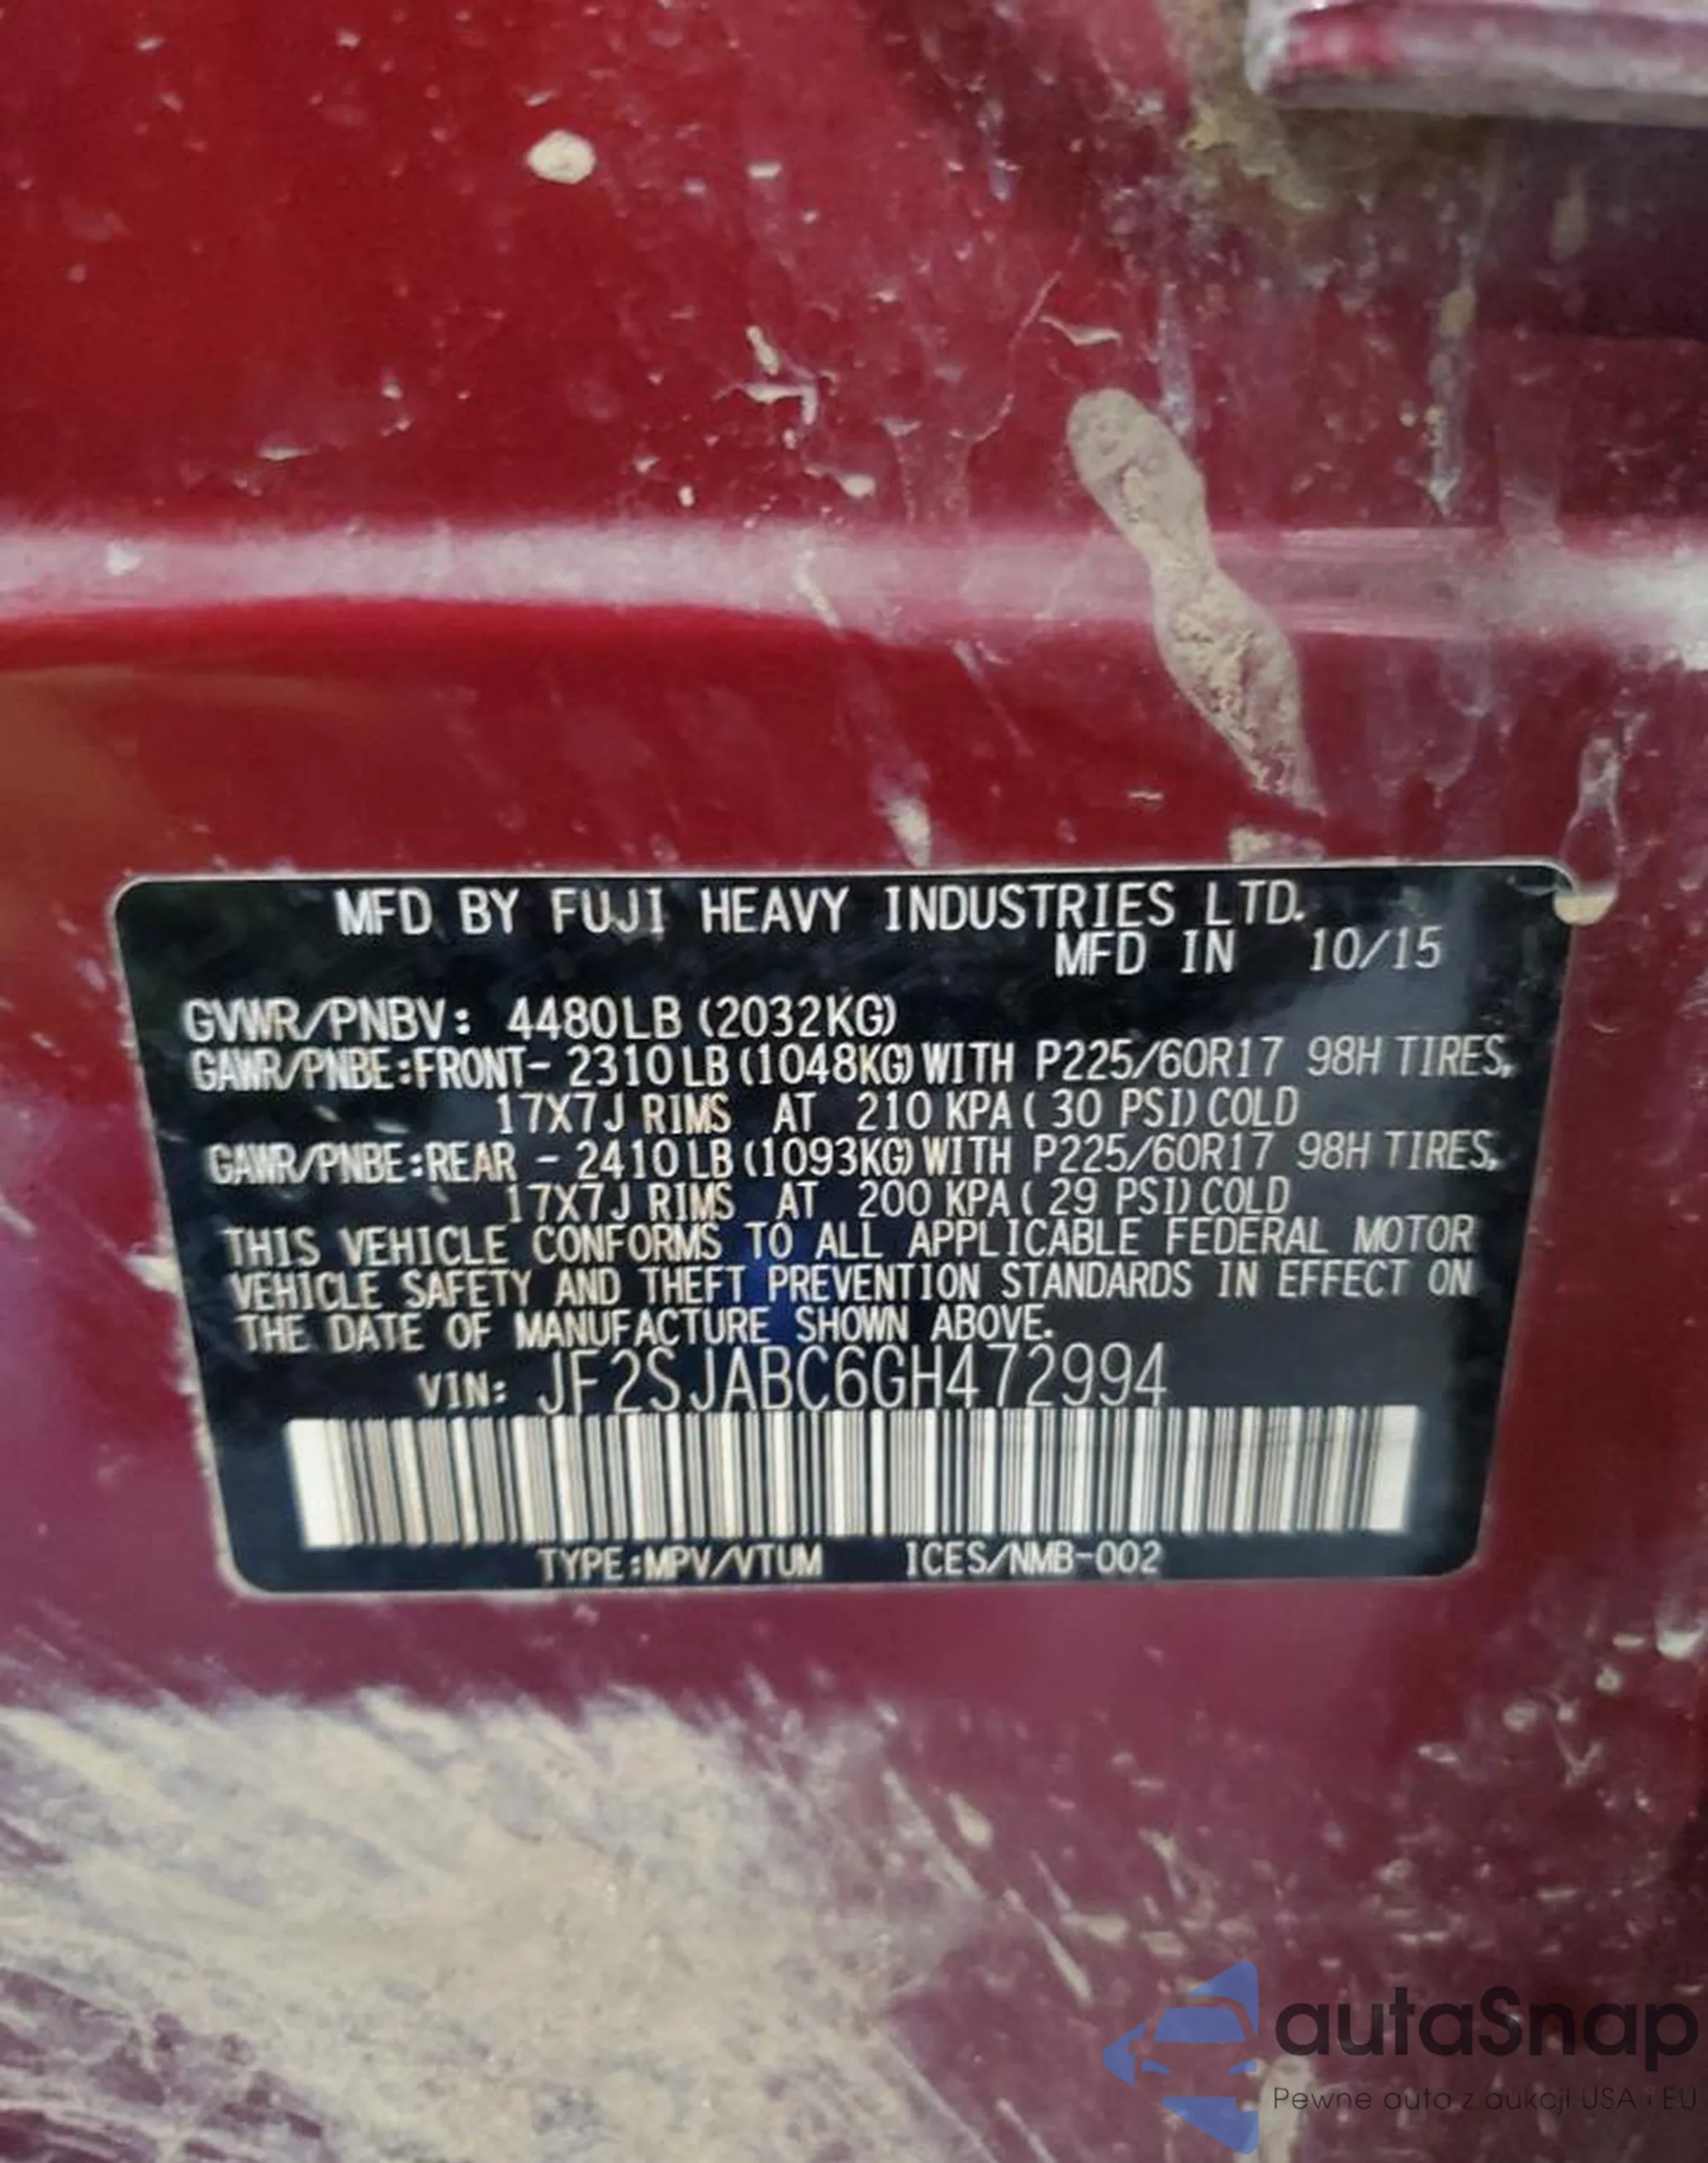 MFD BY FUJI HEAVY INDUSTRIES LTD.
MFD IN 10/15
GVWR/PNBV: 4480LB (2032KG)
GAWR/PNBE:FRONT- 2310LB(1048KG)WITH P225/60R17 98H TIRES,
17X7J RIMS AT 210 KPA( 30 PSI)COLD
GAWR/PNBE:REAR - 2410LB(1093KG)WITH P225/60R17 98H TIRES,
17X7J RIMS AT 200 KPA( 29 PSI)COLD
THIS VEHICLE CONFORMS TO ALL APPLICABLE FEDERAL MOTOR
VEHICLE SAFETY AND THEFT PREVENTION STANDARDS IN EFFECT ON
THE DATE OF MANUFACTURE SHOWN ABOVE.
VIN: JF2SJABC6GH472994
TYPE:MPV/VTUM ICES/NMB-002
autaSnap
Pewne auta z aukcji USA i EU